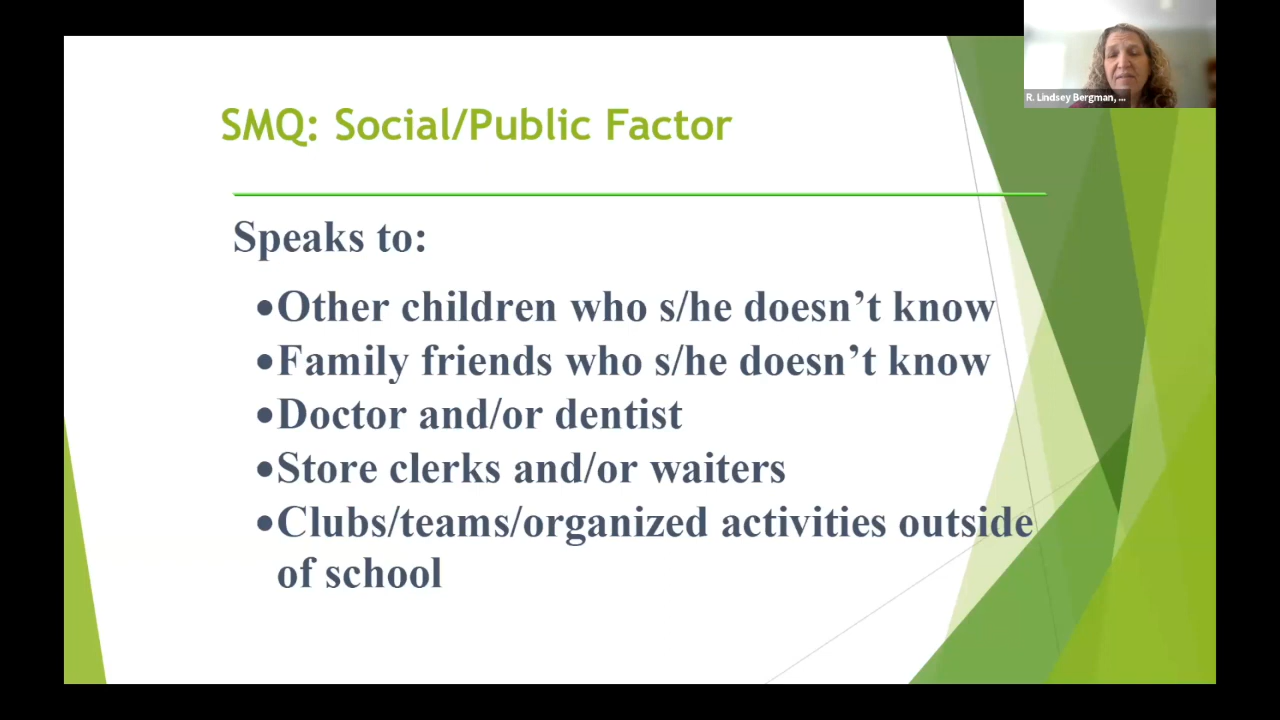 R. Lindsey Bergman, ...
SMQ: Social/Public Factor
Speaks to:
•Other children who s/he doesn’t know
•Family friends who s/he doesn’t know
•Doctor and/or dentist
•Store clerks and/or waiters
•Clubs/teams/organized activities outside
of school